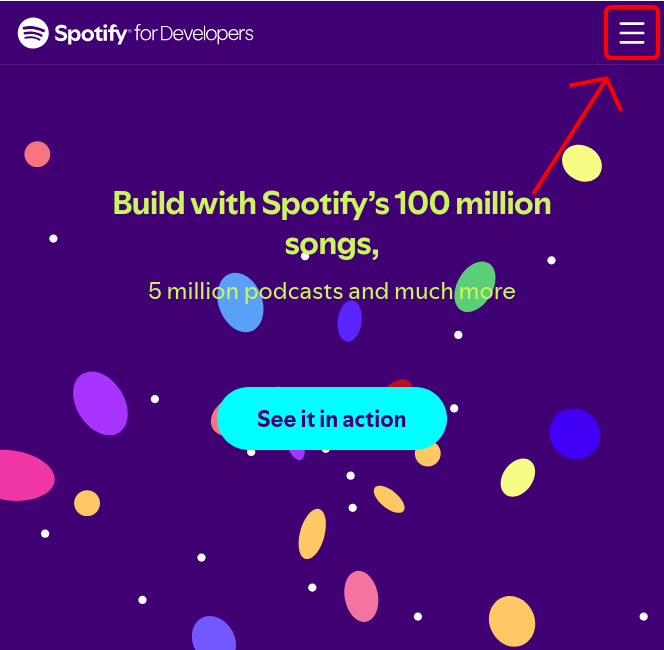 Spotify® for Developers
Build with Spotify’s 100 million
songs,
5 million podcasts and much more
See it in action